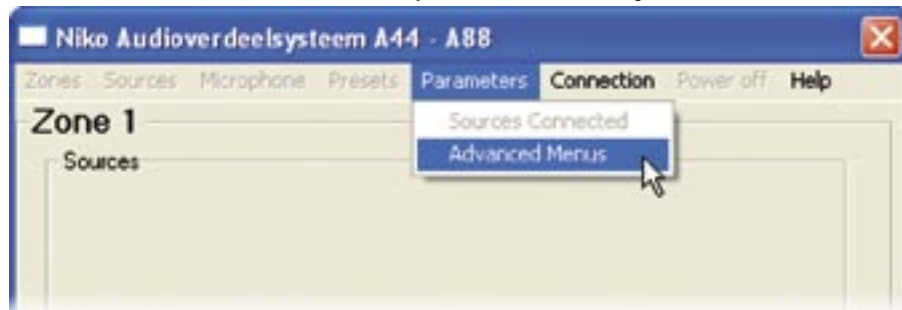 Niko Audioverdeelsysteem A44 - A88
Zones Sources Microphone Presets Parameters Connection Power off Help
Sources Connected
Advanced Menus
Zone 1
Sources